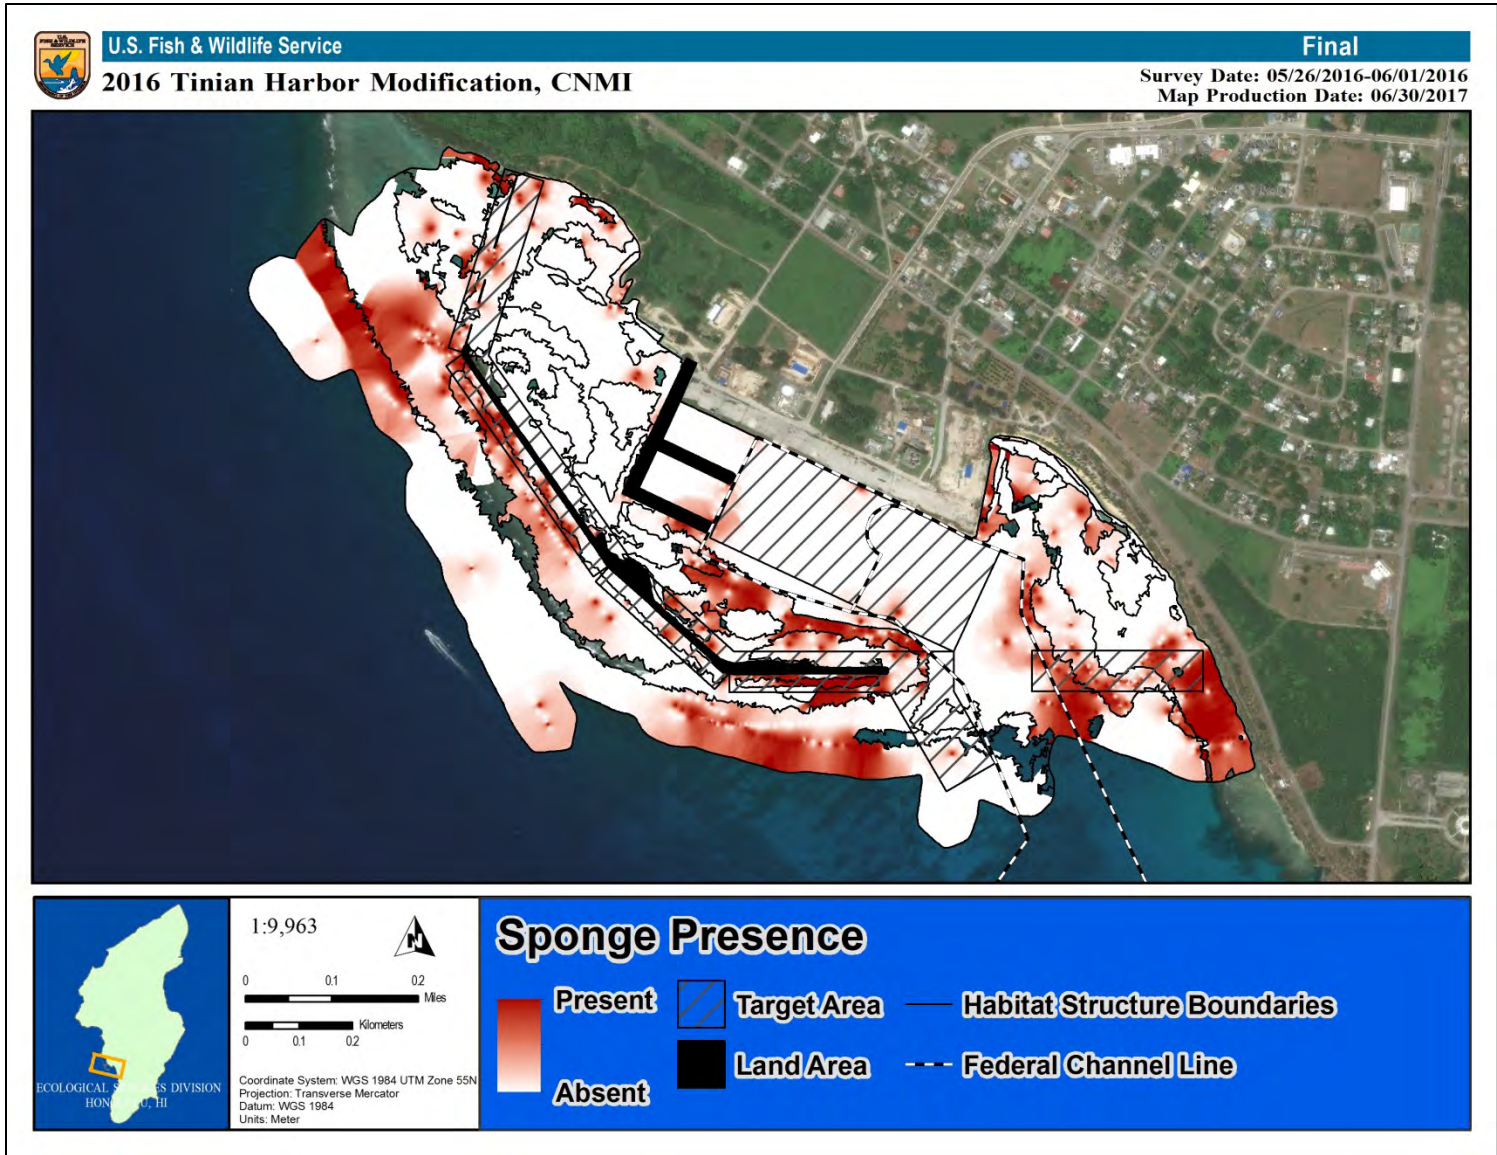 U.S.
FISH & WILDLIFE
SERVICE
U.S. Fish & Wildlife Service
Final
2016 Tinian Harbor Modification, CNMI
Survey Date: 05/26/2016-06/01/2016
Map Production Date: 06/30/2017
ECOLOGICAL DIVISION
1:9,963
N
0 0.1 0.2
Miles
Kilometers
0 0.1 0.2
Coordinate System: WGS 1984 UTM Zone 55N
Projection: Transverse Mercator
Datum: WGS 1984
Units: Meter
Sponge Presence
Present
Absent
Target Area
Land Area
Habitat Structure Boundaries
Federal Channel Line